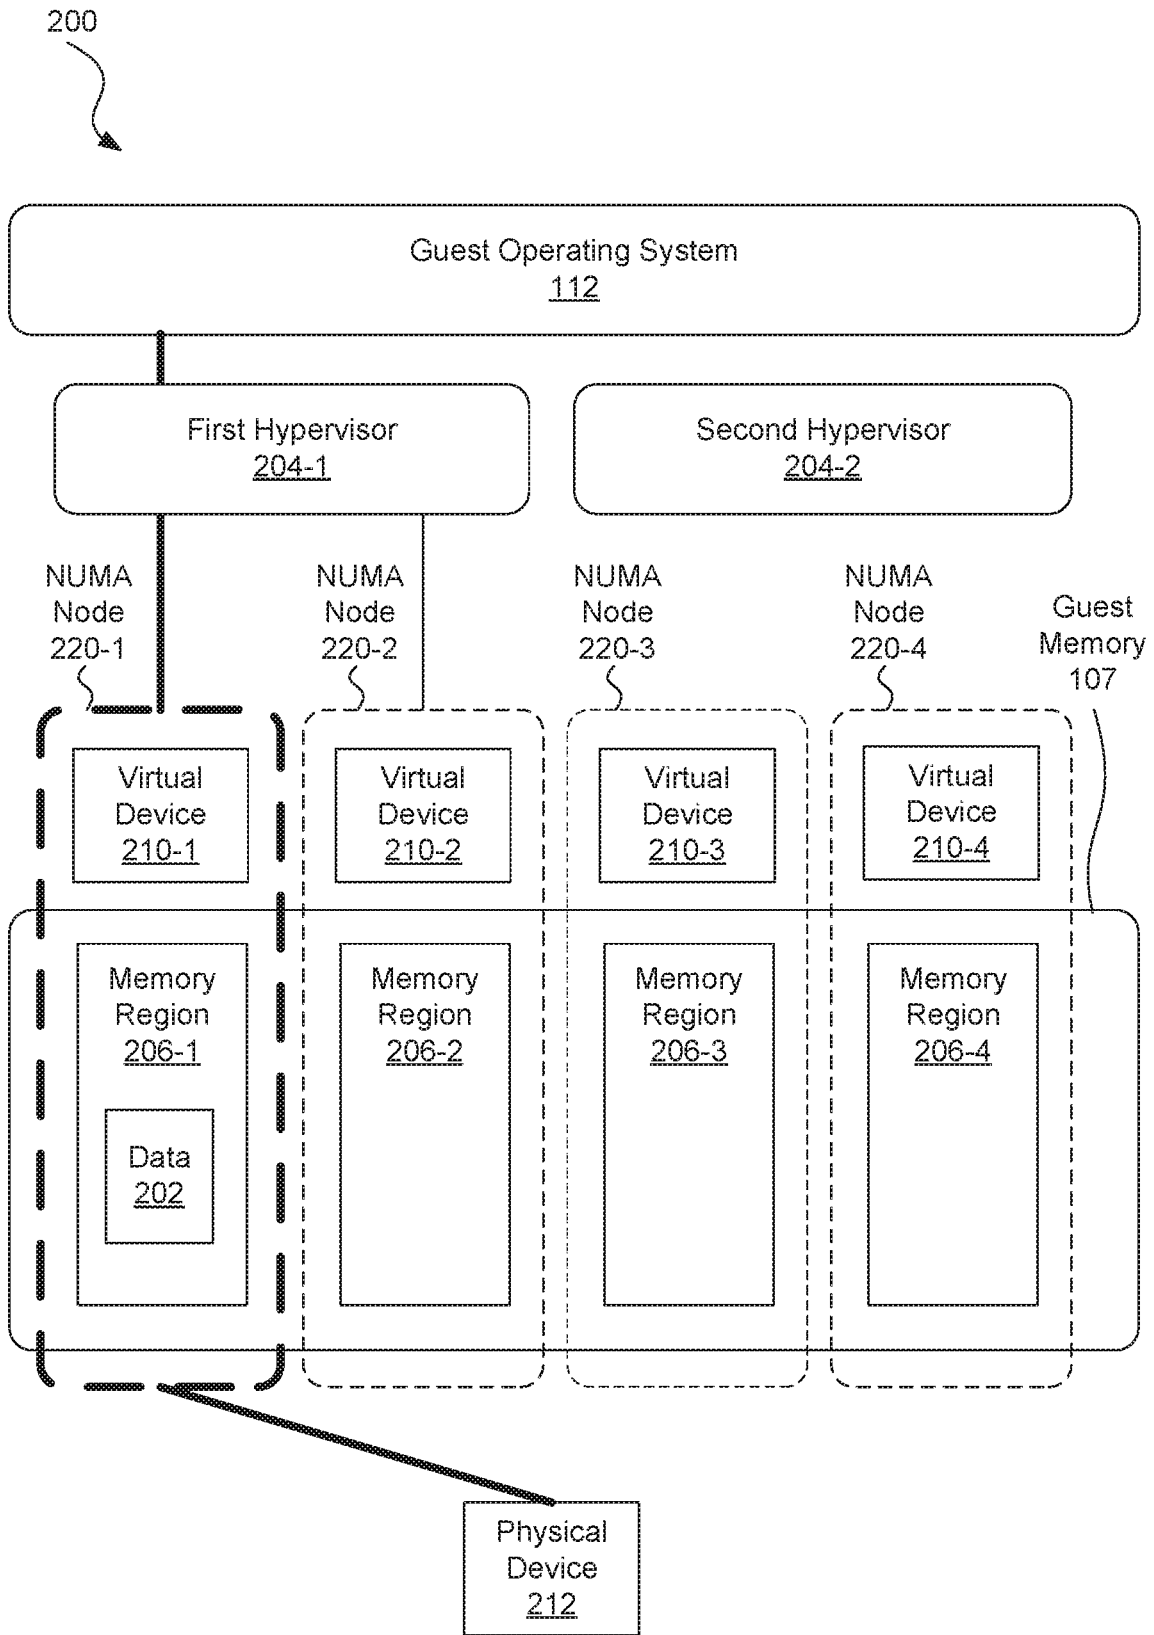 200
Guest Operating System
112
First Hypervisor
204-1
Second Hypervisor
204-2
NUMA
Node
220-1
NUMA
Node
220-2
NUMA
Node
220-3
NUMA
Node
220-4
Guest
Memory
107
Virtual
Device
210-1
Virtual
Device
210-2
Virtual
Device
210-3
Virtual
Device
210-4
Memory
Region
206-1
Memory
Region
206-2
Memory
Region
206-3
Memory
Region
206-4
Data
202
Physical
Device
212